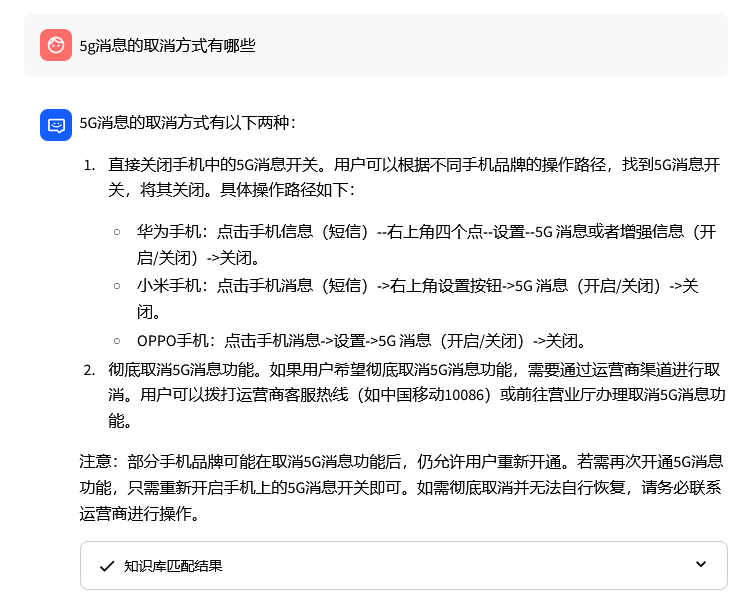 5g消息的取消方式有哪些
5G消息的取消方式有以下两种：
1. 直接关闭手机中的5G消息开关。用户可以根据不同手机品牌的操作路径，找到5G消息开
关，将其关闭。具体操作路径如下：
○ 华为手机：点击手机信息（短信）--右上角四个点--设置--5G 消息或者增强信息（开
启/关闭）->关闭。
○ 小米手机：点击手机消息（短信）->右上角设置按钮->5G 消息（开启/关闭）->关
闭。
○ OPPO手机：点击手机消息->设置->5G 消息（开启/关闭）->关闭。
2. 彻底取消5G消息功能。如果用户希望彻底取消5G消息功能，需要通过运营商渠道进行取
消。用户可以拨打运营商客服热线（如中国移动10086）或前往营业厅办理取消5G消息功
能。
注意：部分手机品牌可能在取消5G消息功能后，仍允许用户重新开通。若需再次开通5G消息
功能，只需重新开启手机上的5G消息开关即可。如需彻底取消并无法自行恢复，请务必联系
运营商进行操作。
知识库匹配结果